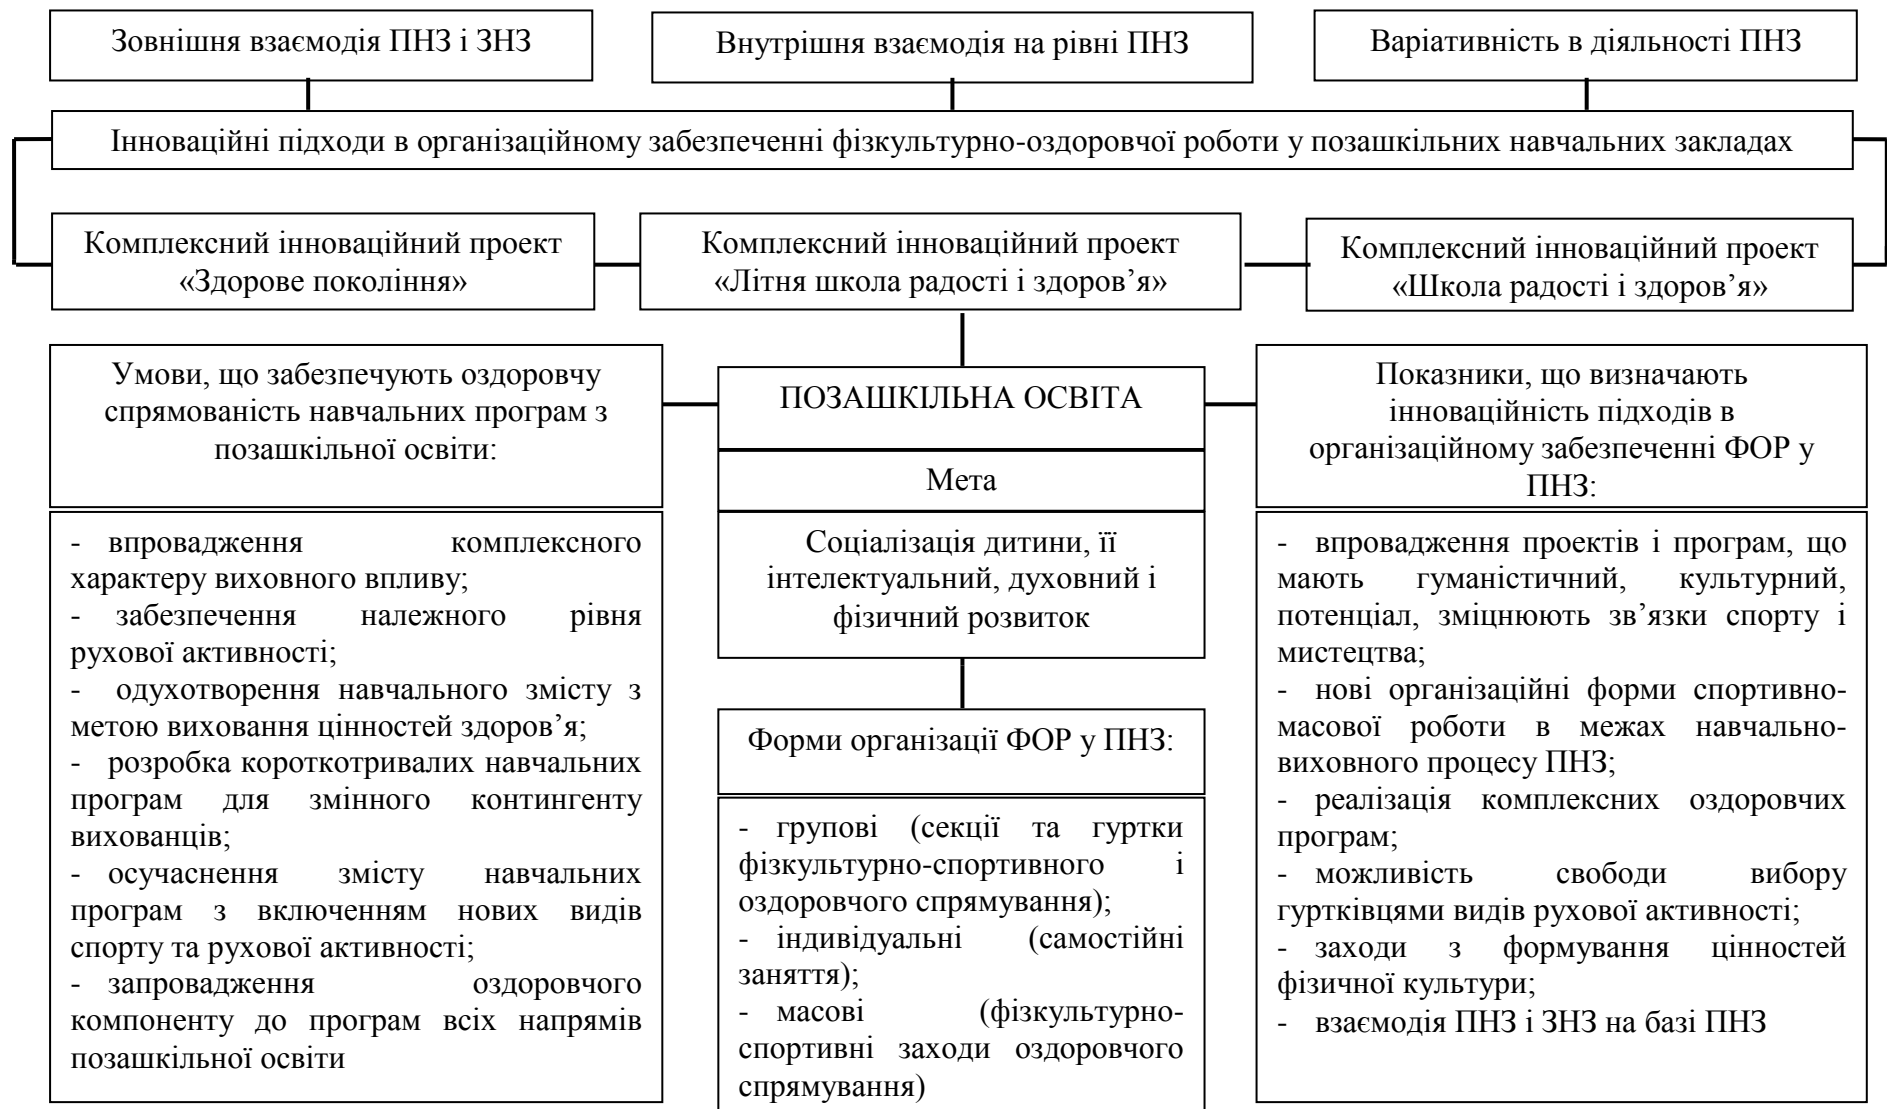 Зовнішня взаємодія ПНЗ і ЗНЗ
Внутрішня взаємодія на рівні ПНЗ
Варіативність в діяльності ПНЗ
Інноваційні підходи в організаційному забезпеченні фізкультурно-оздоровчої роботи у позашкільних навчальних закладах
Комплексний інноваційний проект
«Здорове покоління»
Комплексний інноваційний проект
«Літня школа радості і здоров’я»
Комплексний інноваційний проект
«Школа радості і здоров’я»
Умови, що забезпечують оздоровчу
спрямованість навчальних програм з
позашкільної освіти:
- впровадження комплексного
характеру виховного впливу;
- забезпечення належного рівня
рухової активності;
- одухотворення навчального змісту з
метою виховання цінностей здоров’я;
- розробка короткотривалих навчальних
програм для змінного контингенту
вихованців;
- осучаснення змісту навчальних
програм з включенням нових видів
спорту та рухової активності;
- запровадження оздоровчого
компоненту до програм всіх напрямів
позашкільної освіти
ПОЗАШКІЛЬНА ОСВІТА
Мета
Соціалізація дитини, її
інтелектуальний, духовний і
фізичний розвиток
Форми організації ФОР у ПНЗ:
- групові (секції та гуртки
фізкультурно-спортивного і
оздоровчого спрямування);
- індивідуальні (самостійні
заняття);
- масові (фізкультурно-
спортивні заходи оздоровчого
спрямування)
Показники, що визначають
інноваційність підходів в
організаційному забезпеченні ФОР у
ПНЗ:
- впровадження проектів і програм, що
мають гуманістичний, культурний,
потенціал, зміцнюють зв’язки спорту і
мистецтва;
- нові організаційні форми спортивно-
масової роботи в межах навчально-
виховного процесу ПНЗ;
- реалізація комплексних оздоровчих
програм;
- можливість свободи вибору
гуртківцями видів рухової активності;
- заходи з формування цінностей
фізичної культури;
- взаємодія ПНЗ і ЗНЗ на базі ПНЗ